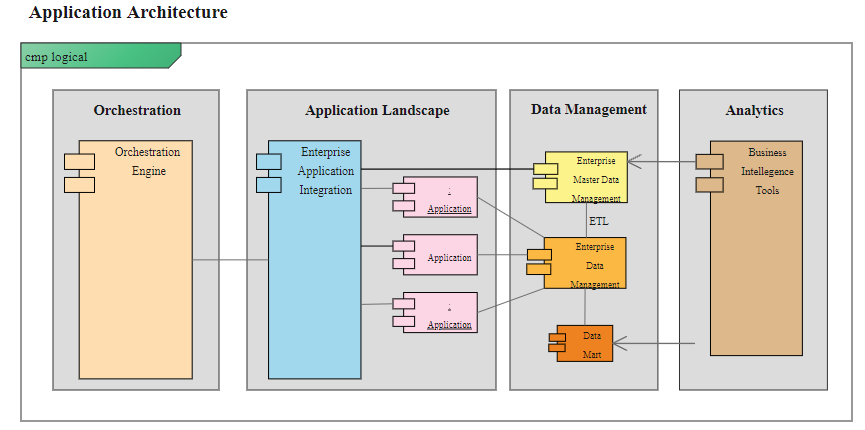 Application Architecture
cmp logical
Orchestration
Orchestration
Engine
Application Landscape
Enterprise
Application
Integration
:
Application
Application
:
Application
Data Management
Enterprise
Master Data
Management
ETL
Enterprise
Data
Management
Data
Mart
Analytics
Business
Intellegence
Tools